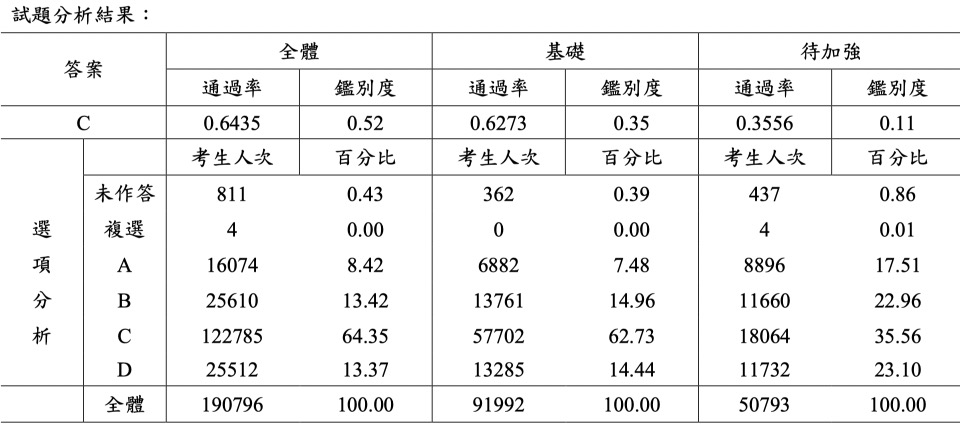 試題分析結果：
答案 全體 基礎 待加強
通過率 鑑別度 通過率 鑑別度 通過率 鑑別度
C 0.6435 0.52 0.6273 0.35 0.3556 0.11
選項分析 考生人次 百分比 考生人次 百分比 考生人次 百分比
未作答 811 0.43 362 0.39 437 0.86
複選 4 0.00 0 0.00 4 0.01
A 16074 8.42 6882 7.48 8896 17.51
B 25610 13.42 13761 14.96 11660 22.96
C 122785 64.35 57702 62.73 18064 35.56
D 25512 13.37 13285 14.44 11732 23.10
全體 190796 100.00 91992 100.00 50793 100.00